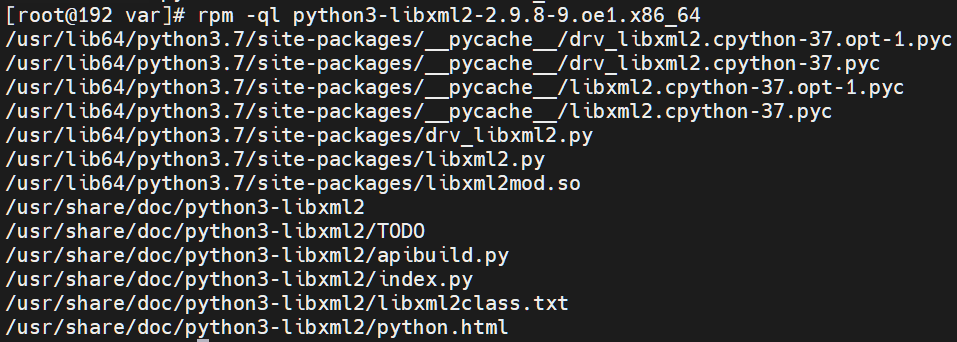 [root@192 var]# rpm -ql python3-libxml2-2.9.8-9.oe1.x86_64
/usr/lib64/python3.7/site-packages/__pycache__/drv_libxml2.cpython-37.opt-1.pyc
/usr/lib64/python3.7/site-packages/__pycache__/drv_libxml2.cpython-37.pyc
/usr/lib64/python3.7/site-packages/__pycache__/libxml2.cpython-37.opt-1.pyc
/usr/lib64/python3.7/site-packages/__pycache__/libxml2.cpython-37.pyc
/usr/lib64/python3.7/site-packages/drv_libxml2.py
/usr/lib64/python3.7/site-packages/libxml2.py
/usr/lib64/python3.7/site-packages/libxml2mod.so
/usr/share/doc/python3-libxml2
/usr/share/doc/python3-libxml2/TODO
/usr/share/doc/python3-libxml2/apibuild.py
/usr/share/doc/python3-libxml2/index.py
/usr/share/doc/python3-libxml2/libxml2class.txt
/usr/share/doc/python3-libxml2/python.html